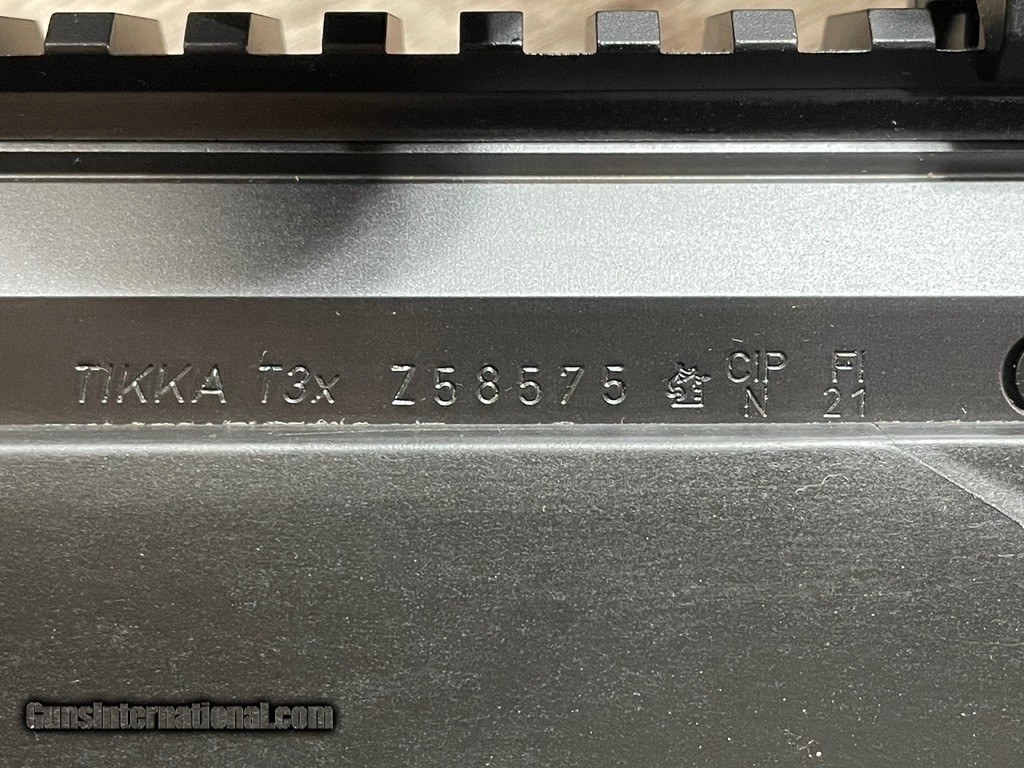 TIKKA T3x Z58575 CIP FI
N 21
GunsInternational.com